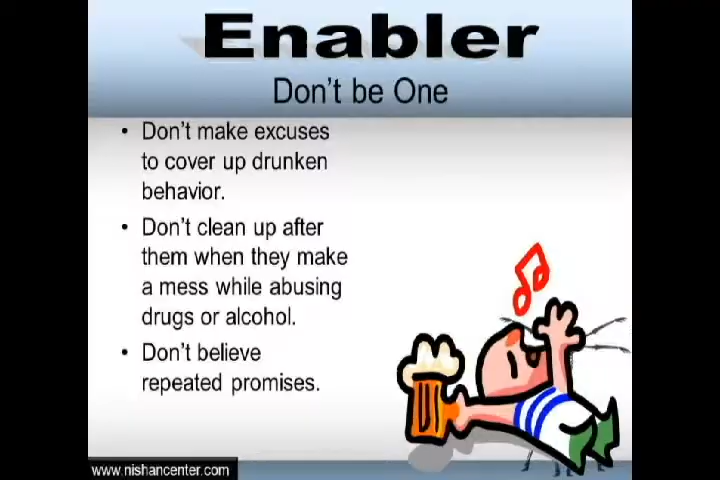 Enabler
Don't be One
• Don't make excuses
to cover up drunken
behavior.
• Don't clean up after
them when they make
a mess while abusing
drugs or alcohol.
• Don't believe
repeated promises.
www.nishancenter.com